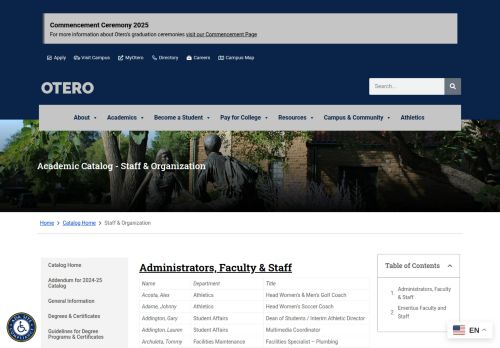 Commencement Ceremony 2025
For more information about Otero's graduation ceremonies visit our Commencement Page
Apply Visit Campus MyOtero Directory Careers Campus Map
OTERO
Search...
About Academics Become a Student Pay for College Resources Campus & Community Athletics
Academic Catalog - Staff & Organization
Home Catalog Home Staff & Organization
Catalog Home
Addendum for 2024-25
Catalog
General Information
Degrees & Certificates
Guidelines for Degree
Programs & Certificates
Administrators, Faculty & Staff
Name Department Title
Acosta, Alex Athletics Head Women's & Men's Golf Coach
Adams, Johnny Athletics Head Women's Soccer Coach
Addington, Gary Student Affairs Dean of Students / Interim Athletic Director
Addington, Lauren Student Affairs Multimedia Coordinator
Archuleta, Tommy Facilities Maintenance Facilities Specialist – Plumbing
Table of Contents
1. Administrators,
Faculty & Staff
2. Emeritus Faculty
and Staff
EN